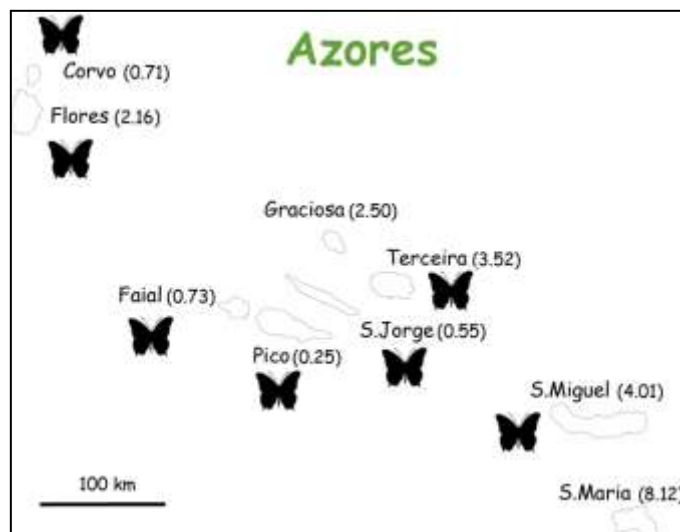 Azores
Corvo (0.71)
Flores (2.16)
Graciosa (2.50)
Terceira (3.52)
Faial (0.73)
S.Jorge (0.55)
Pico (0.25)
S.Miguel (4.01)
100 km
S.Maria (8.12)